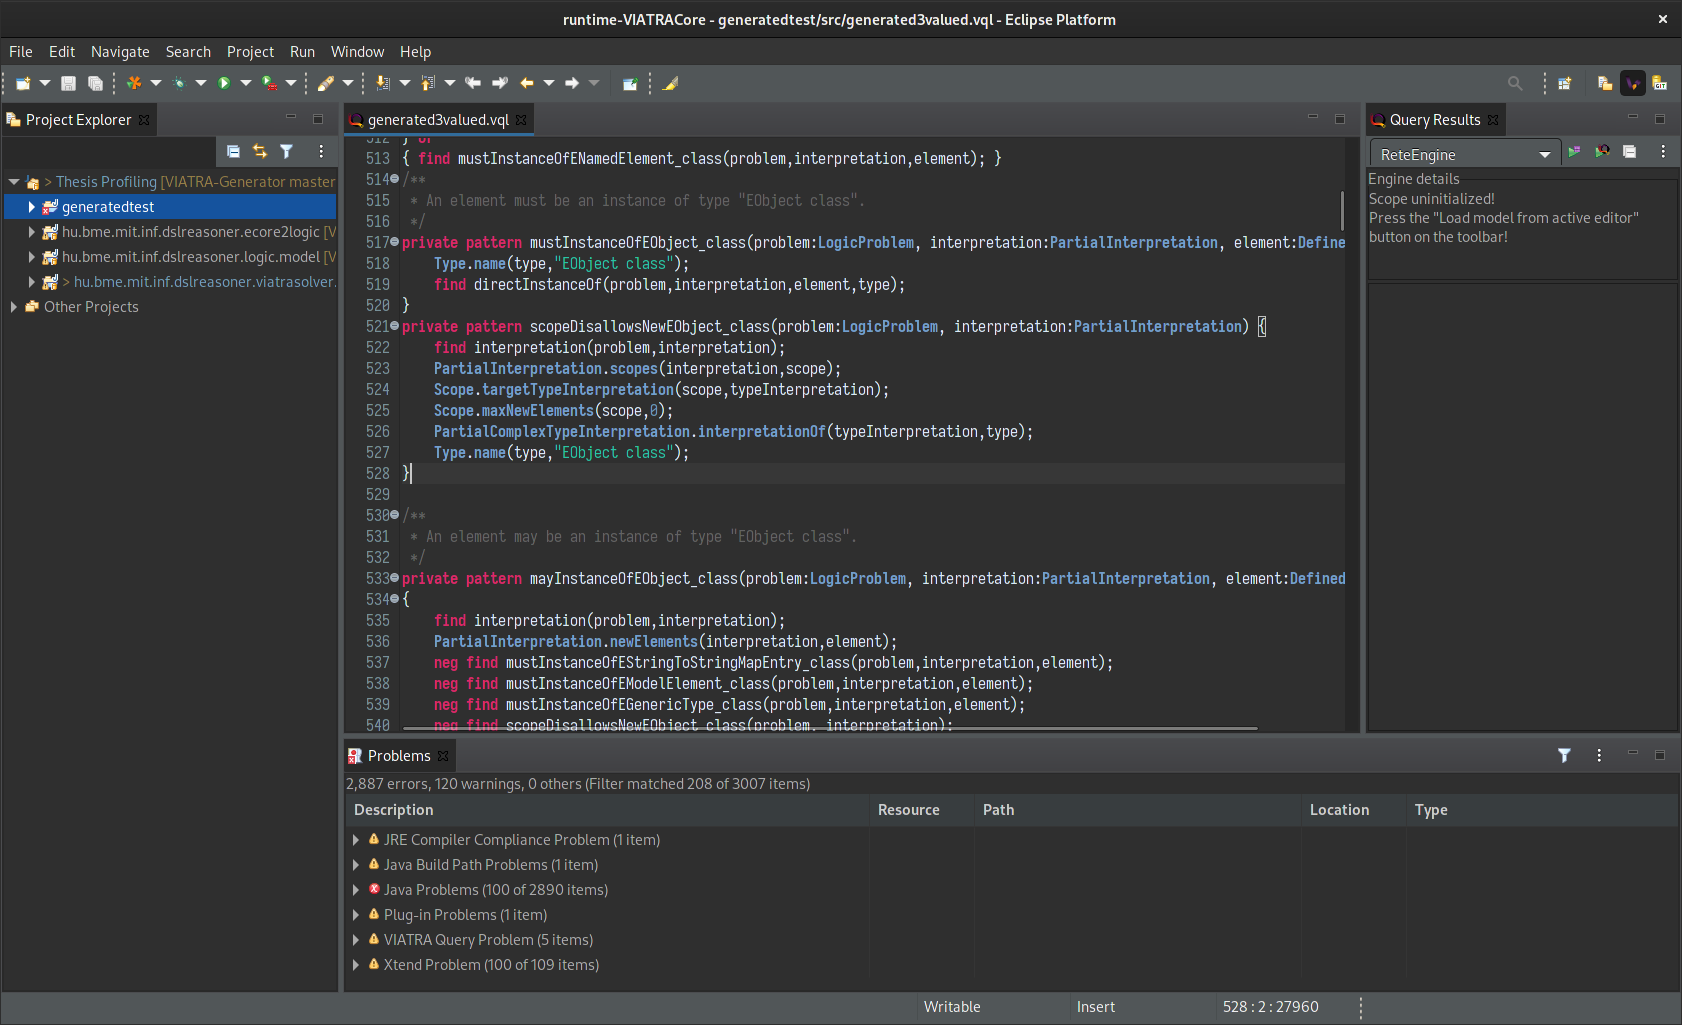 runtime-VIATRACore - generatedtest/src/generated3valued.vql - Eclipse Platform
File Edit Navigate Search Project Run Window Help
Project Explorer
> Thesis Profiling [VIATRA-Generator master
generatedtest
hu.bme.mit.inf.dslreasoner.ecore2logic [V
hu.bme.mit.inf.dslreasoner.logic.model [V
> hu.bme.mit.inf.dslreasoner.viatrasolver.
Other Projects
generated3valued.vql
512 } or
513 { find mustInstanceOfENamedElement_class(problem,interpretation,element); }
514 /**
515 * An element must be an instance of type "EObject class".
516 */
517 private pattern mustInstanceOfEObject_class(problem:LogicProblem, interpretation:PartialInterpretation, element:Define
518 Type.name(type,"EObject class");
519 find directInstanceOf(problem,interpretation,element,type);
520 }
521 private pattern scopeDisallowsNewEObject_class(problem:LogicProblem, interpretation:PartialInterpretation) {
522 find interpretation(problem,interpretation);
523 PartialInterpretation.scopes(interpretation,scope);
524 Scope.targetTypeInterpretation(scope,typeInterpretation);
525 Scope.maxNewElements(scope,0);
526 PartialComplexTypeInterpretation.interpretationOf(typeInterpretation,type);
527 Type.name(type,"EObject class");
528 }
529
530 /**
531 * An element may be an instance of type "EObject class".
532 */
533 private pattern mayInstanceOfEObject_class(problem:LogicProblem, interpretation:PartialInterpretation, element:Defined
534 {
535 find interpretation(problem,interpretation);
536 PartialInterpretation.newElements(interpretation,element);
537 neg find mustInstanceOfEStringToStringMapEntry_class(problem,interpretation,element);
538 neg find mustInstanceOfEModelElement_class(problem,interpretation,element);
539 neg find mustInstanceOfEGenericType_class(problem,interpretation,element);
540 neg find scopeDisallowsNewEObject_class(problem, interpretation);
Query Results
ReteEngine
Engine details
Scope uninitialized!
Press the "Load model from active editor"
button on the toolbar!
Problems
2,887 errors, 120 warnings, 0 others (Filter matched 208 of 3007 items)
Description Resource Path Location Type
JRE Compiler Compliance Problem (1 item)
Java Build Path Problems (1 item)
Java Problems (100 of 2890 items)
Plug-in Problems (1 item)
VIATRA Query Problem (5 items)
Xtend Problem (100 of 109 items)
Writable Insert 528 : 2 : 27960